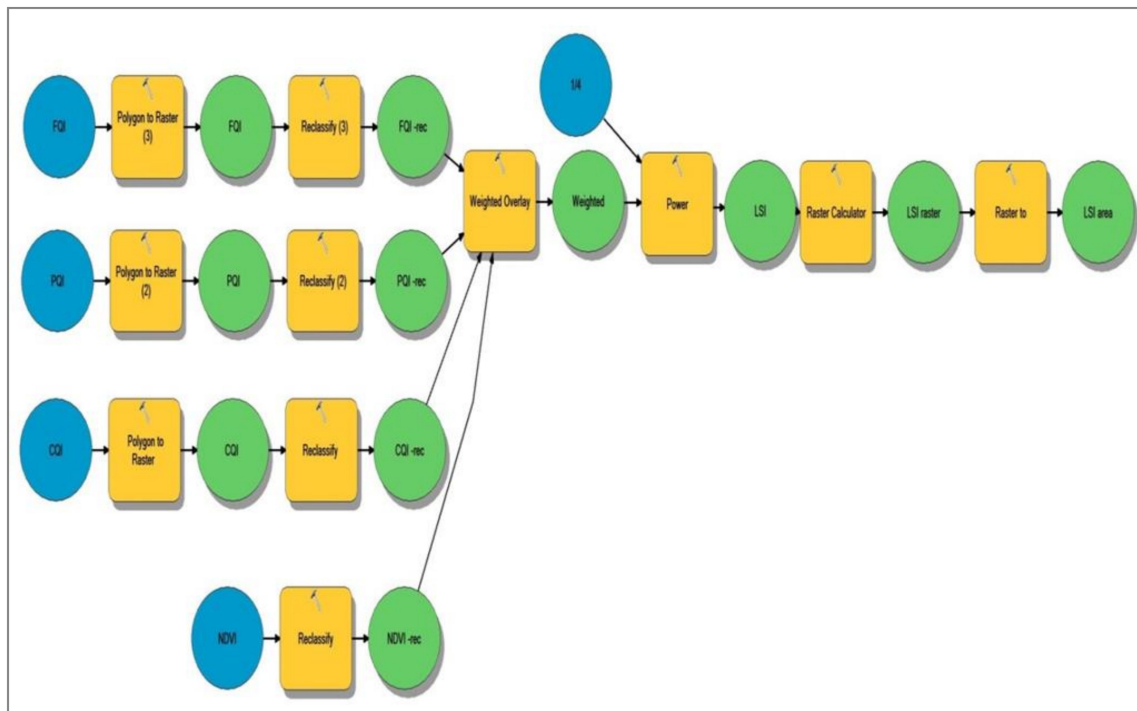 1/4
FQI
Polygon to Raster
(3)
FQI
Reclassify (3)
FQI -rec
Weighted Overlay
Weighted
Power
LSI
Raster Calculator
LSI raster
Raster to
LSI area
PQI
Polygon to Raster
(2)
PQI
Reclassify (2)
PQI -rec
CQI
Polygon to
Raster
CQI
Reclassify
CQI -rec
NDVI
Reclassify
NDVI -rec